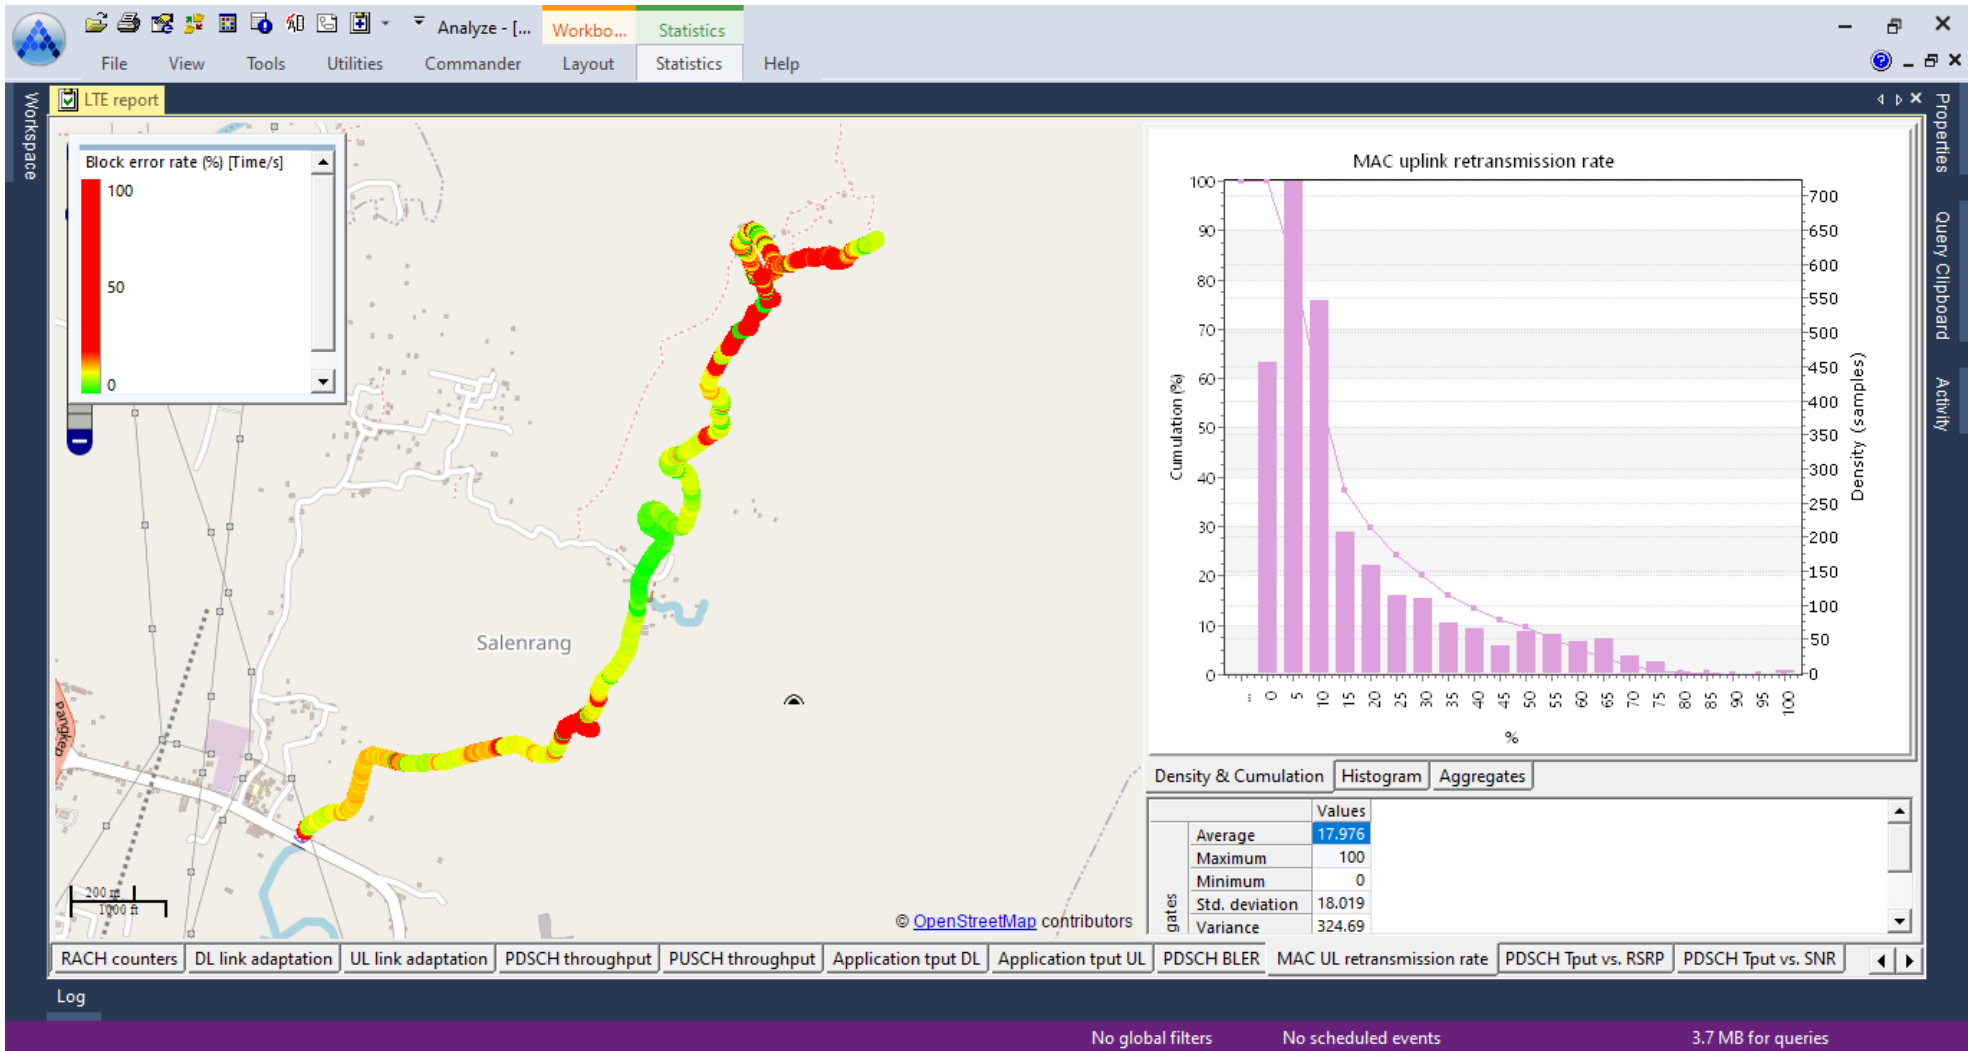 Analyze - [...
Workbo...
Statistics
File
View
Tools
Utilities
Commander
Layout
Statistics
Help
Workspace
LTE report
Properties
Query Clipboard
Activity
Block error rate (%) [Time/s]
100
50
0
Salenrang
Pangkep
200 m
1000 ft
© OpenStreetMap contributors
MAC uplink retransmission rate
Cumulation (%)
100
90
80
70
60
50
40
30
20
10
0
Density (samples)
700
650
600
550
500
450
400
350
300
250
200
150
100
50
0
... 0 5 10 15 20 25 30 35 40 45 50 55 60 65 70 75 80 85 90 95 100
%
Density & Cumulation
Histogram
Aggregates
Values
Average 17.976
Maximum 100
Minimum 0
Std. deviation 18.019
Variance 324.69
gates
RACH counters
DL link adaptation
UL link adaptation
PDSCH throughput
PUSCH throughput
Application tput DL
Application tput UL
PDSCH BLER
MAC UL retransmission rate
PDSCH Tput vs. RSRP
PDSCH Tput vs. SNR
Log
No global filters
No scheduled events
3.7 MB for queries